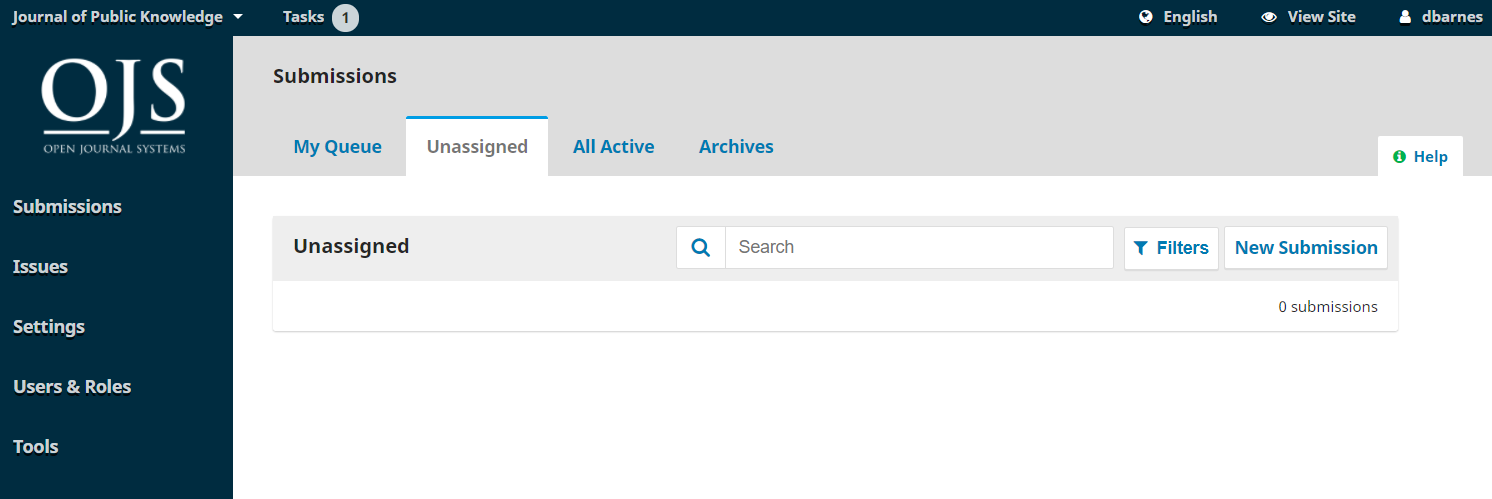 Journal of Public Knowledge Tasks 1 English View Site dbarnes
OJS
OPEN JOURNAL SYSTEMS
Submissions
Issues
Settings
Users & Roles
Tools
Submissions
My Queue Unassigned All Active Archives Help
Unassigned Search Filters New Submission
0 submissions